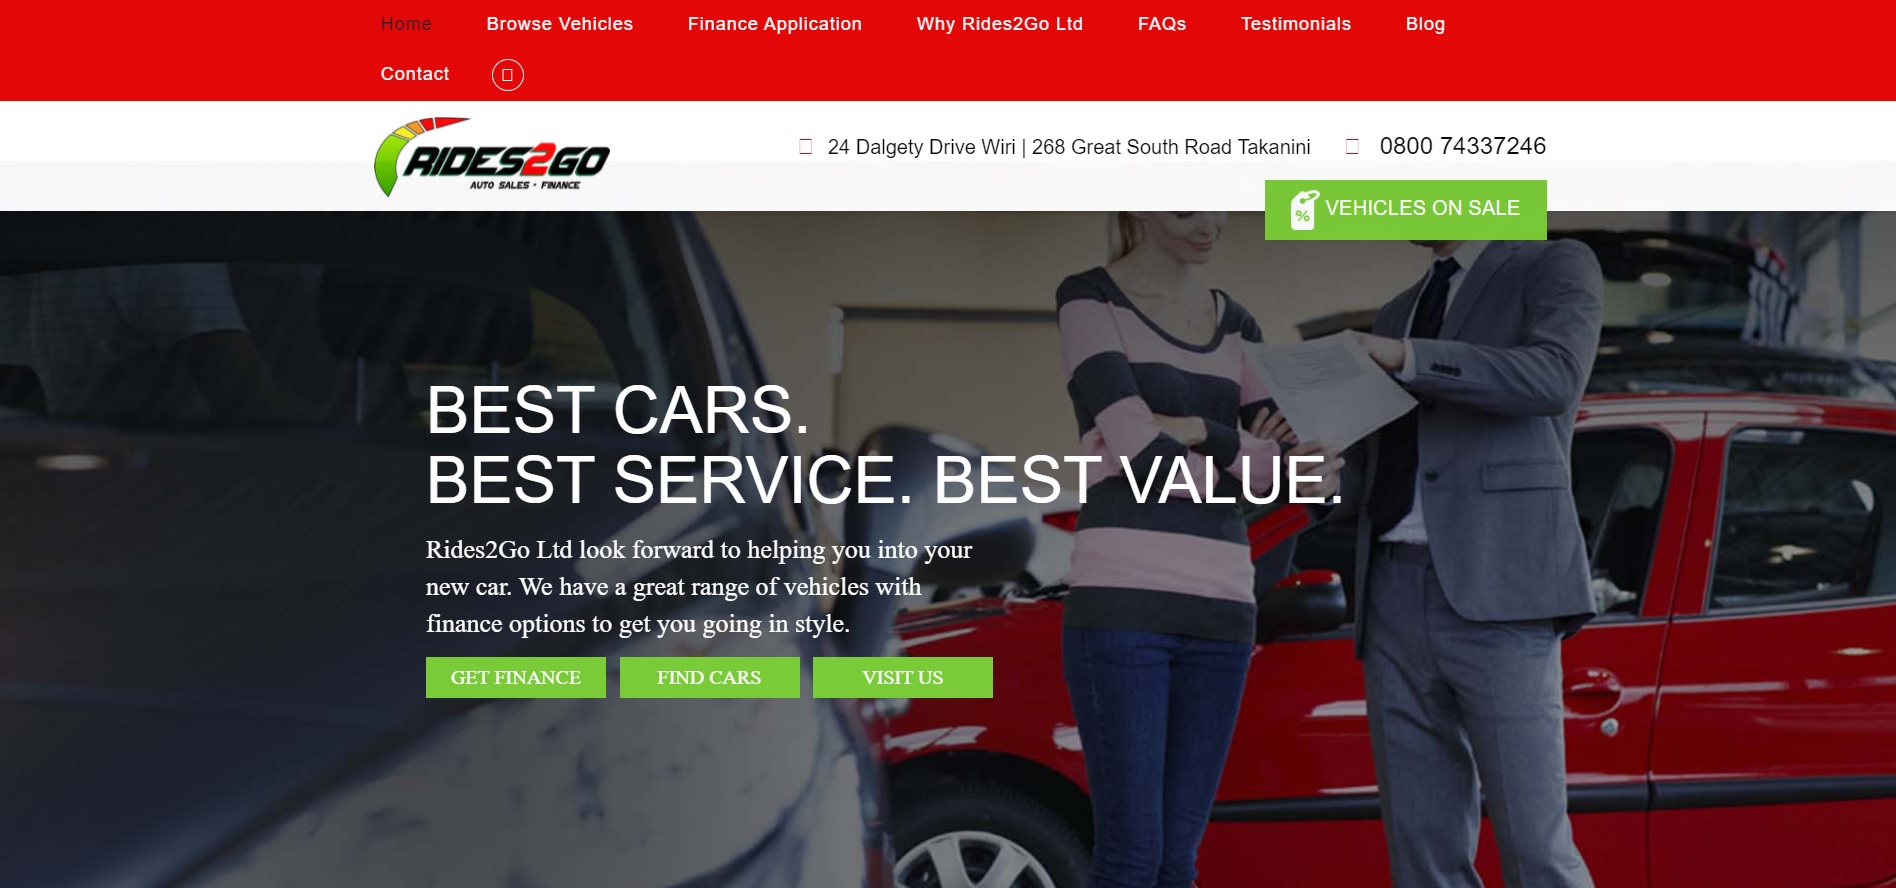 Home Browse Vehicles Finance Application Why Rides2Go Ltd FAQs Testimonials Blog
Contact
RIDES2GO
AUTO SALES • FINANCE
24 Dalgety Drive Wiri | 268 Great South Road Takanini 0800 74337246
% VEHICLES ON SALE
BEST CARS.
BEST SERVICE. BEST VALUE.
Rides2Go Ltd look forward to helping you into your
new car. We have a great range of vehicles with
finance options to get you going in style.
GET FINANCE FIND CARS VISIT US